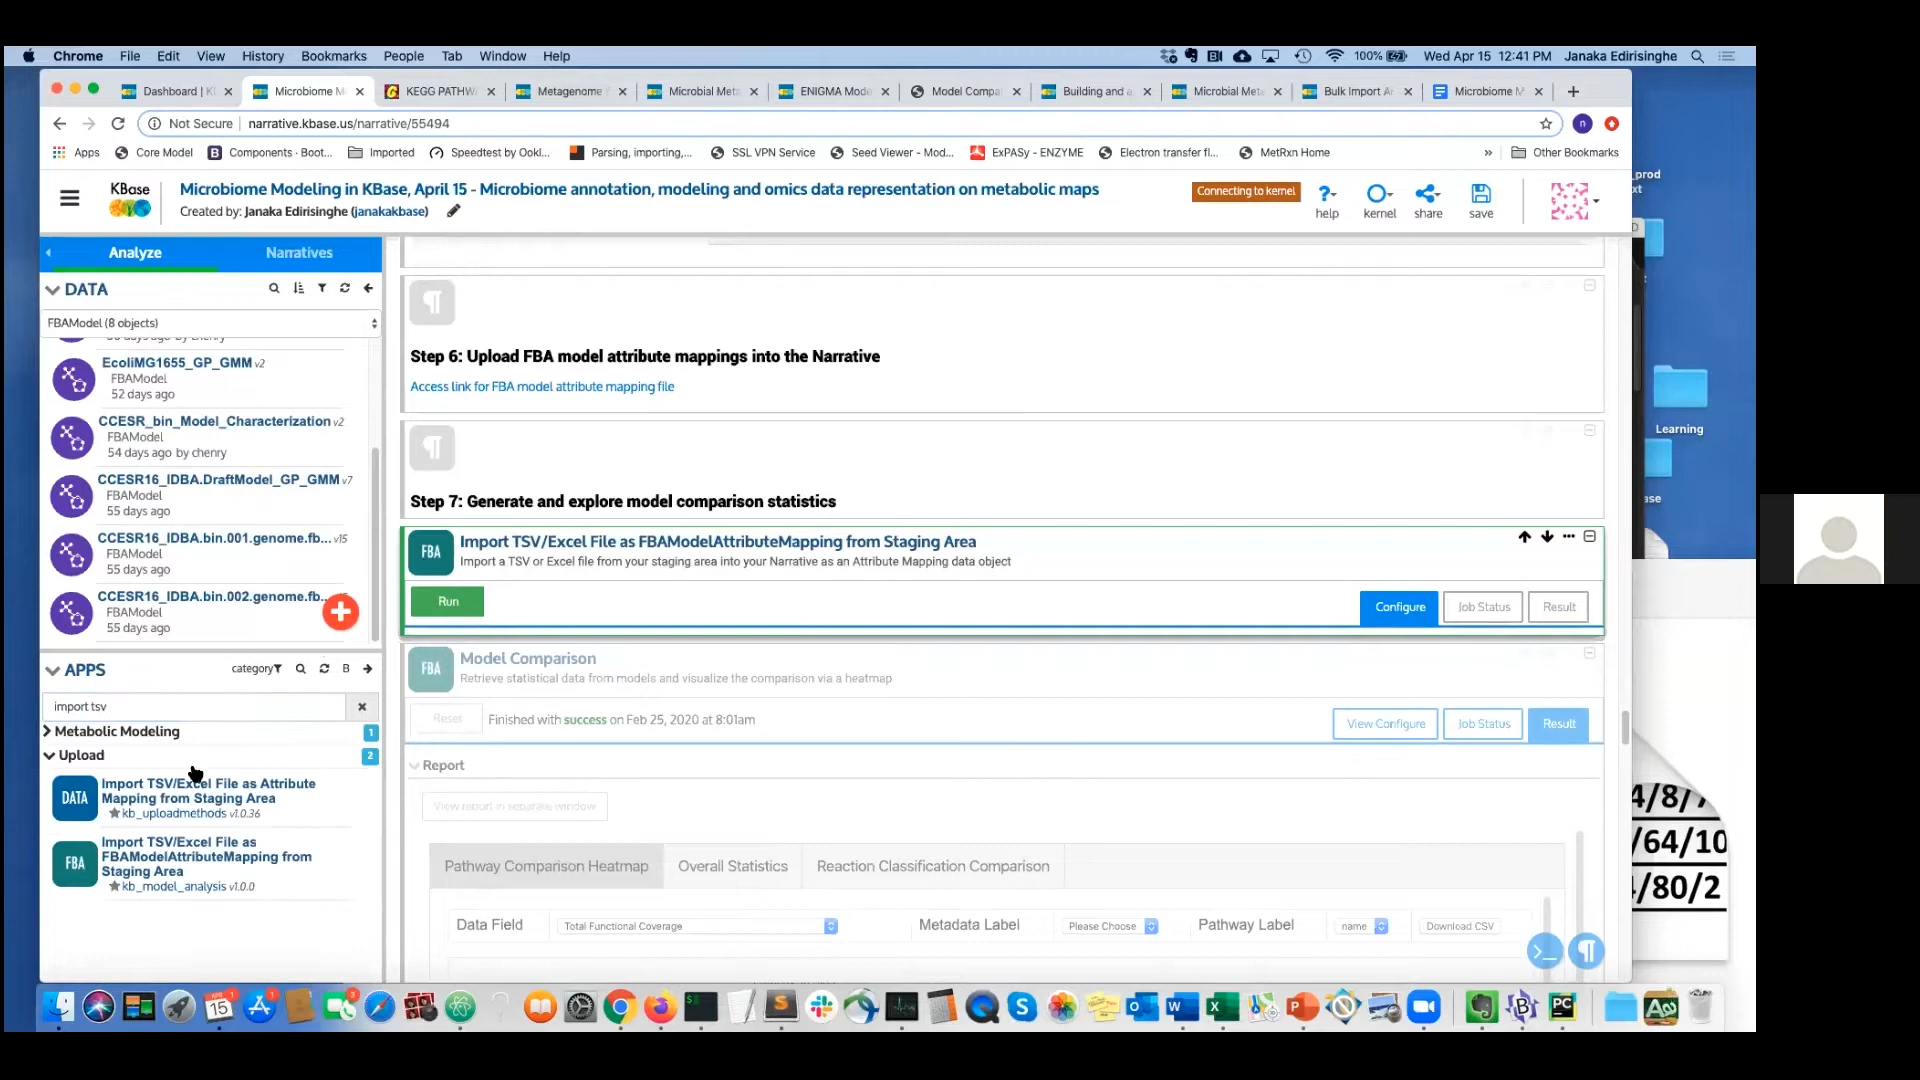 Chrome File Edit View History Bookmarks People Tab Window Help 100% Wed Apr 15 12:41 PM Janaka Edirisinghe
Dashboard | K Microbiome M KEGG PATHW Metagenome Microbial Meta ENIGMA Mode Model Compa Building and a Microbial Meta Bulk Import A Microbiome M
Not Secure narrative.kbase.us/narrative/55494
Apps Core Model Components · Boot... Imported Speedtest by Ookl... Parsing, importing,... SSL VPN Service Seed Viewer - Mod... ExPASy - ENZYME Electron transfer fl... MetRxn Home » Other Bookmarks
KBase
Microbiome Modeling in KBase, April 15 - Microbiome annotation, modeling and omics data representation on metabolic maps
Created by: Janaka Edirisinghe (janakakbase)
Connecting to kernel
help kernel share save
Analyze Narratives
DATA
FBAModel (8 objects)
EcoliMG1655_GP_GMM v2
FBAModel
52 days ago
CCESR_bin_Model_Characterization v2
FBAModel
54 days ago by chenry
CCESR16_IDBA.DraftModel_GP_GMM v7
FBAModel
55 days ago
CCESR16_IDBA.bin.001.genome.fb... v15
FBAModel
55 days ago
CCESR16_IDBA.bin.002.genome.fb...
FBAModel
55 days ago
APPS category B
import tsv
Metabolic Modeling 1
Upload 2
DATA
Import TSV/Excel File as Attribute
Mapping from Staging Area
kb_uploadmethods v1.0.36
FBA
Import TSV/Excel File as
FBAModelAttributeMapping from
Staging Area
kb_model_analysis v1.0.0
Step 6: Upload FBA model attribute mappings into the Narrative
Access link for FBA model attribute mapping file
Step 7: Generate and explore model comparison statistics
FBA
Import TSV/Excel File as FBAModelAttributeMapping from Staging Area
Import a TSV or Excel file from your staging area into your Narrative as an Attribute Mapping data object
Run Configure Job Status Result
FBA
Model Comparison
Retrieve statistical data from models and visualize the comparison via a heatmap
Reset Finished with success on Feb 25, 2020 at 8:01am View Configure Job Status Result
Report
View report in separate window
Pathway Comparison Heatmap Overall Statistics Reaction Classification Comparison
Data Field Total Functional Coverage Metadata Label Please Choose Pathway Label name Download CSV
_prod
xt
Learning
ase
4/8/7
/64/10
/80/2